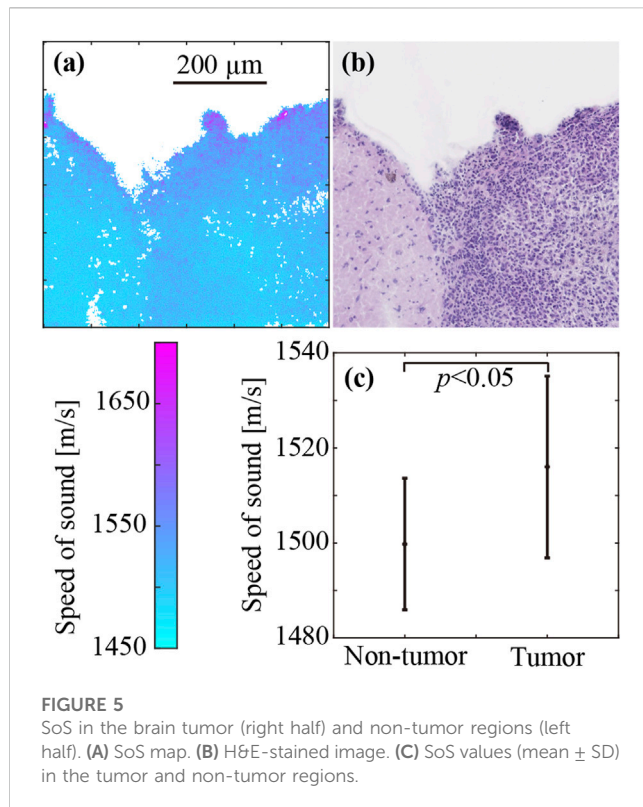 (a)
200 μm
(b)
Speed of sound [m/s]
1650
1550
1450
Speed of sound [m/s]
1540
1520
1500
1480
(c)
p<0.05
Non-tumor
Tumor
FIGURE 5
SoS in the brain tumor (right half) and non-tumor regions (left
half). (A) SoS map. (B) H&E-stained image. (C) SoS values (mean ± SD)
in the tumor and non-tumor regions.